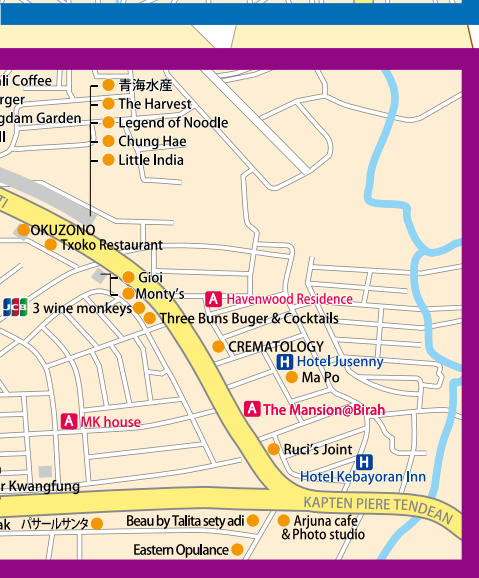 li Coffee
青海水産
rger
The Harvest
gdam Garden
Legend of Noodle
ll
Chung Hae
Little India
TI
OKUZONO
Txoko Restaurant
Gioi
Monty's
A Havenwood Residence
JCB 3 wine monkeys
Three Buns Buger & Cocktails
CREMATOLOGY
H Hotel Jusenny
Ma Po
A The Mansion@Birah
A MK house
Ruci's Joint
H
Hotel Kebayoran Inn
r Kwangfung
KAPTEN PIERE TENDEAN
ak パサールサンタ
Beau by Talita sety adi
Arjuna cafe
& Photo studio
Eastern Opulance